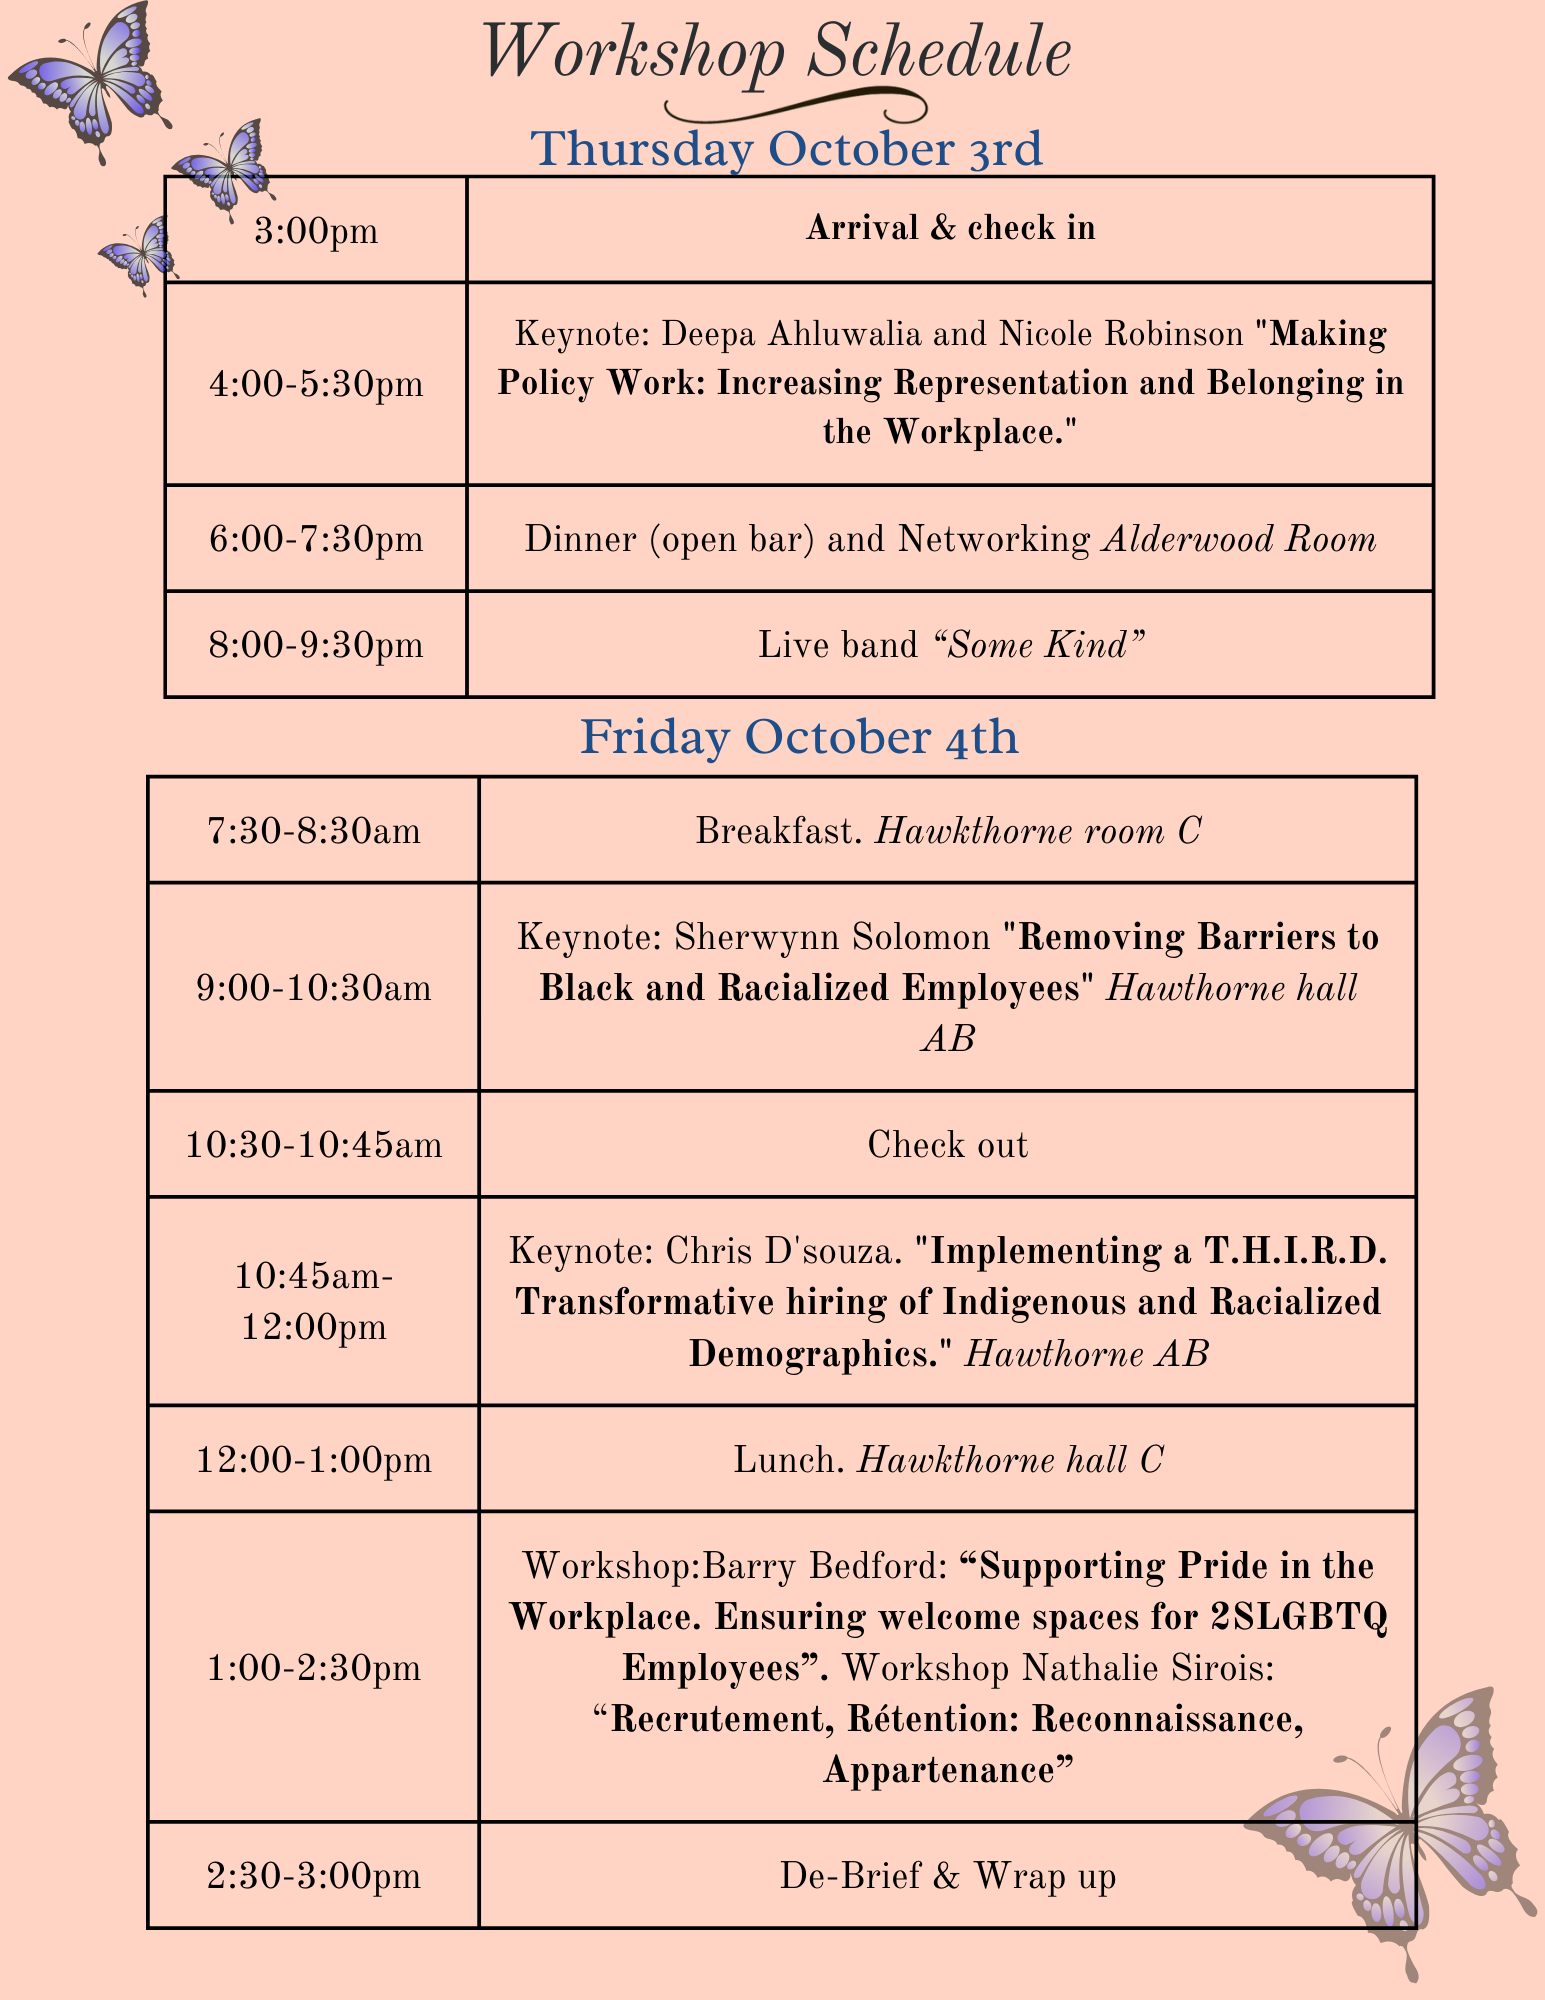 Workshop Schedule
Thursday October 3rd
3:00pm
Arrival & check in
4:00-5:30pm
Keynote: Deepa Ahluwalia and Nicole Robinson "Making
Policy Work: Increasing Representation and Belonging in
the Workplace."
6:00-7:30pm
Dinner (open bar) and Networking Alderwood Room
8:00-9:30pm
Live band “Some Kind”
Friday October 4th
7:30-8:30am
Breakfast. Hawkthorne room C
9:00-10:30am
Keynote: Sherwynn Solomon "Removing Barriers to
Black and Racialized Employees" Hawthorne hall
AB
10:30-10:45am
Check out
10:45am-
12:00pm
Keynote: Chris D'souza. "Implementing a T.H.I.R.D.
Transformative hiring of Indigenous and Racialized
Demographics." Hawthorne AB
12:00-1:00pm
Lunch. Hawkthorne hall C
1:00-2:30pm
Workshop:Barry Bedford: “Supporting Pride in the
Workplace. Ensuring welcome spaces for 2SLGBTQ
Employees”. Workshop Nathalie Sirois:
“Recrutement, Rétention: Reconnaissance,
Appartenance”
2:30-3:00pm
De-Brief & Wrap up